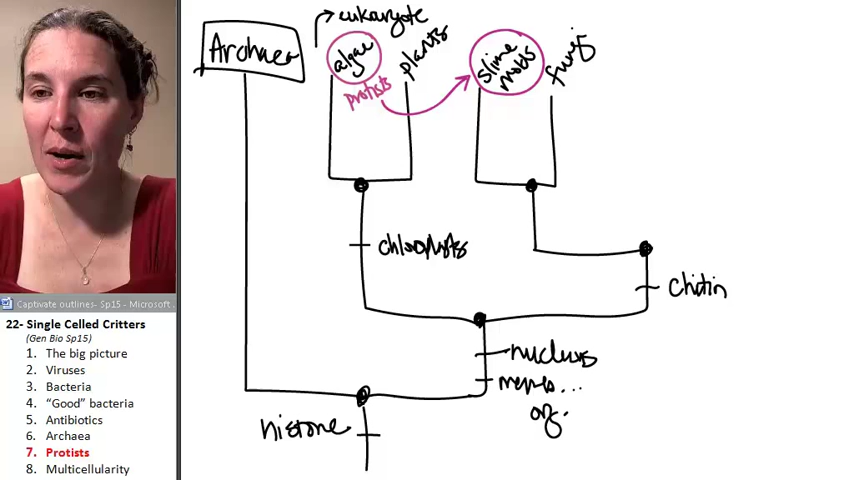 eukaryote
Archaea
algae
plants
slime
molds
fungi
protists
chloroplasts
chitin
nucleus
histone
org.
Captivate outlines- Sp15 - Microsoft
22- Single Celled Critters
(Gen Bio Sp15)
1. The big picture
2. Viruses
3. Bacteria
4. “Good” bacteria
5. Antibiotics
6. Archaea
7. Protists
8. Multicellularity